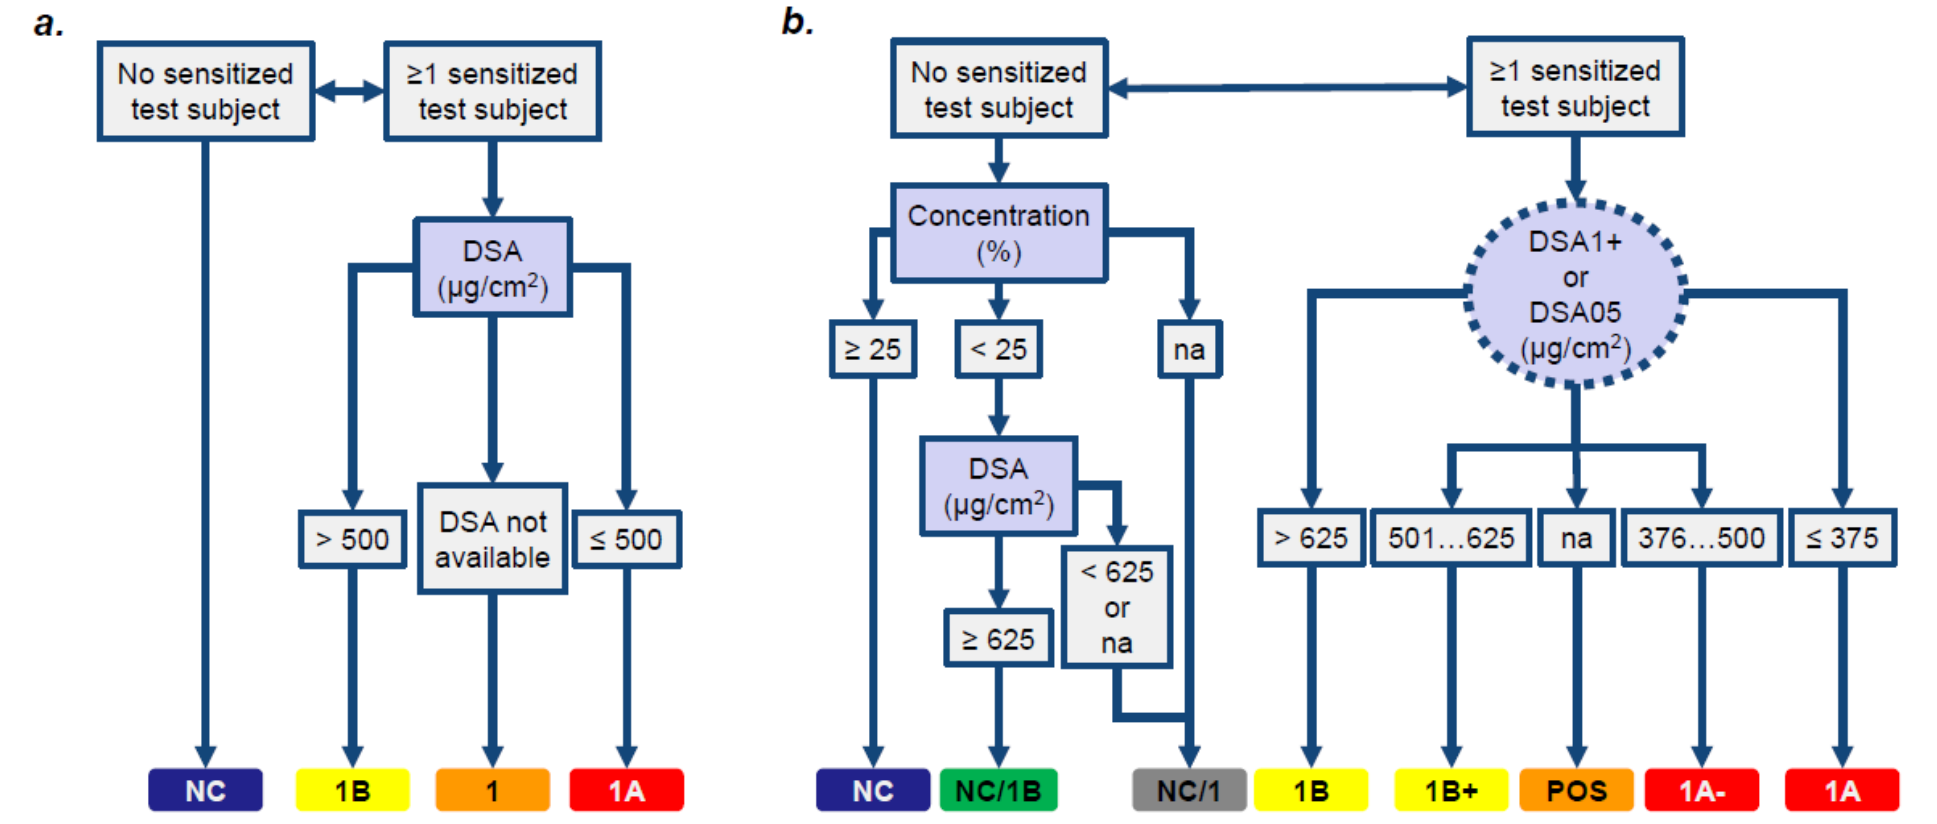 a.
No sensitized
test subject
≥1 sensitized
test subject
DSA
(µg/cm²)
> 500
DSA not
available
≤ 500
NC
1B
1
1A
b.
No sensitized
test subject
≥1 sensitized
test subject
Concentration
(%)
≥ 25
< 25
na
DSA
(µg/cm²)
< 625
or
na
≥ 625
DSA1+
or
DSA05
(µg/cm²)
> 625
501...625
na
376...500
≤ 375
NC
NC/1B
NC/1
1B
1B+
POS
1A-
1A